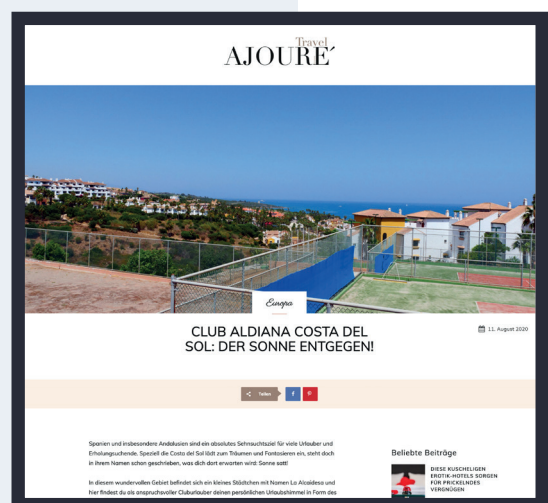 Travel
AJOURE´
Europa
CLUB ALDIANA COSTA DEL
SOL: DER SONNE ENTGEGEN!
11. August 2020
Teilen
f
Spanien und insbesondere Andalusien sind ein absolutes Sehnsuchtsziel für viele Urlauber und
Erholungsuchende. Speziell die Costa del Sol lädt zum Träumen und Fantasieren ein, steht doch
in ihrem Namen schon geschrieben, was dich dort erwarten wird: Sonne satt!
In diesem wundervollen Gebiet befindet sich ein kleines Städtchen mit Namen La Alcaidesa und
hier findest du als anspruchsvoller Cluburlauber deinen persönlichen Urlaubshimmel in Form des
Beliebte Beiträge
DIESE KUSCHELIGEN
EROTIK-HOTELS SORGEN
FÜR PRICKELNDES
VERGNÜGEN